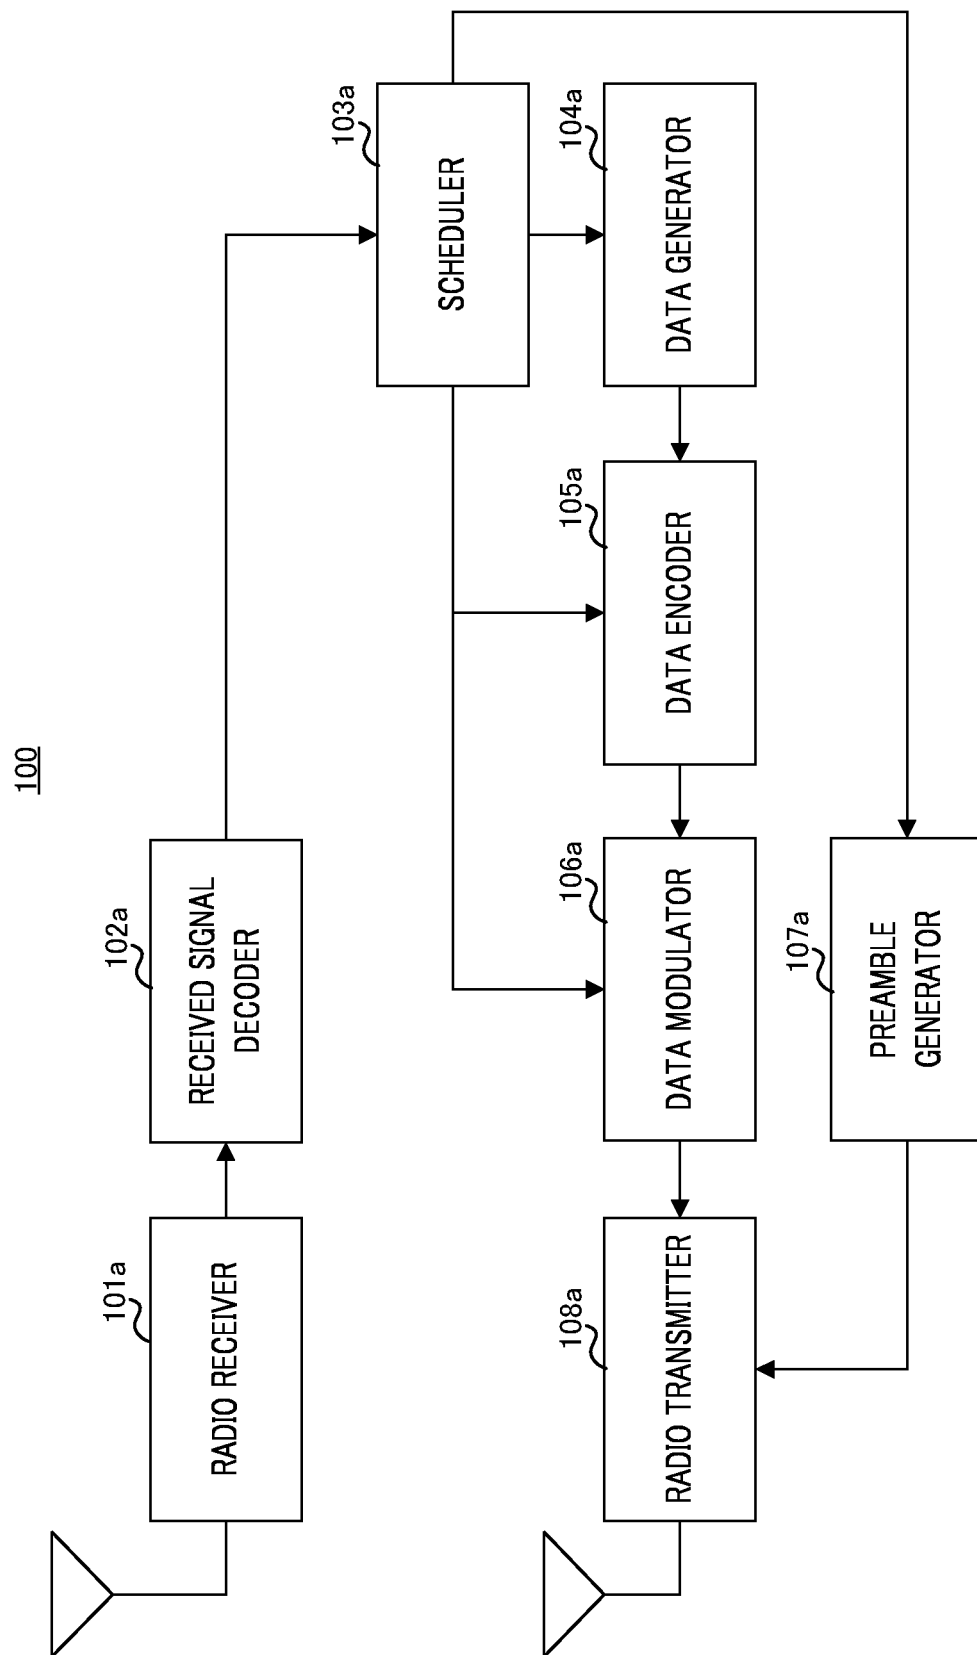 100
101a
RADIO RECEIVER
102a
RECEIVED SIGNAL
DECODER
103a
SCHEDULER
108a
RADIO TRANSMITTER
106a
DATA MODULATOR
105a
DATA ENCODER
104a
DATA GENERATOR
107a
PREAMBLE
GENERATOR